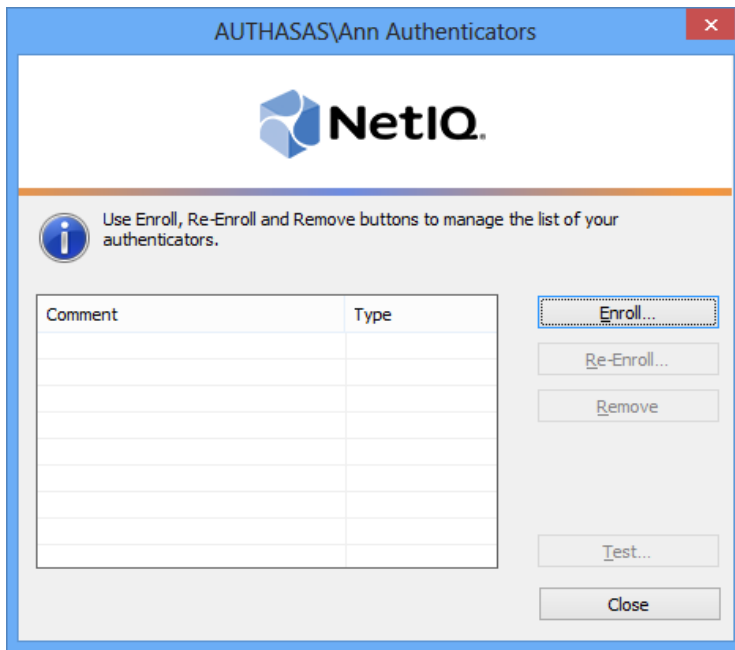 AUTHASAS\Ann Authenticators
NetIQ.
Use Enroll, Re-Enroll and Remove buttons to manage the list of your
authenticators.
Comment Type
Enroll...
Re-Enroll...
Remove
Test...
Close